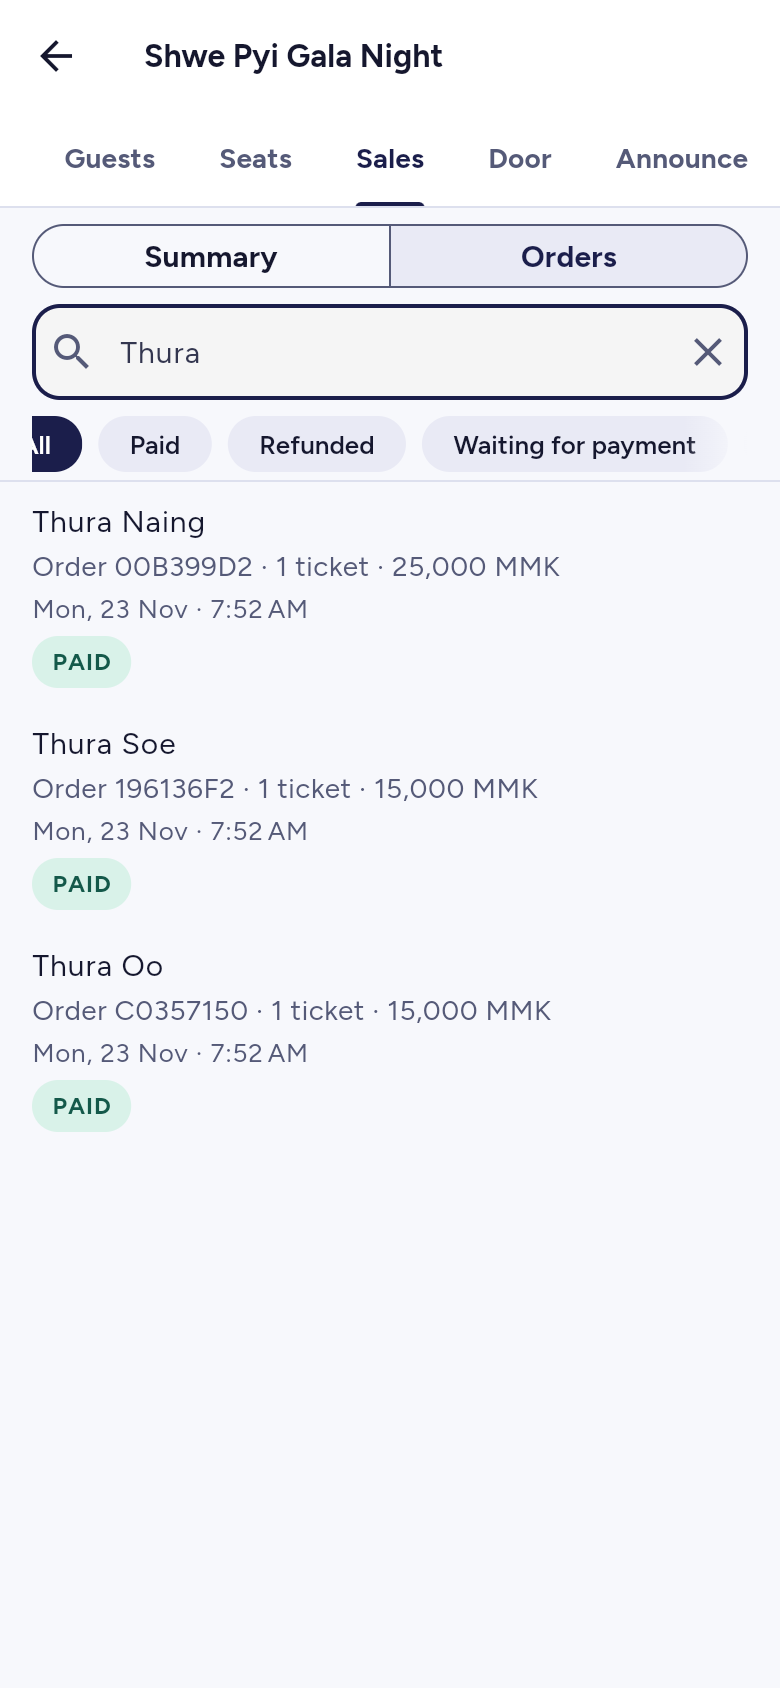 Shwe Pyi Gala Night
Guests Seats Sales Door Announce
Summary Orders
Thura
All Paid Refunded Waiting for payment
Thura Naing
Order 00B399D2 · 1 ticket · 25,000 MMK
Mon, 23 Nov · 7:52 AM
PAID
Thura Soe
Order 196136F2 · 1 ticket · 15,000 MMK
Mon, 23 Nov · 7:52 AM
PAID
Thura Oo
Order C0357150 · 1 ticket · 15,000 MMK
Mon, 23 Nov · 7:52 AM
PAID